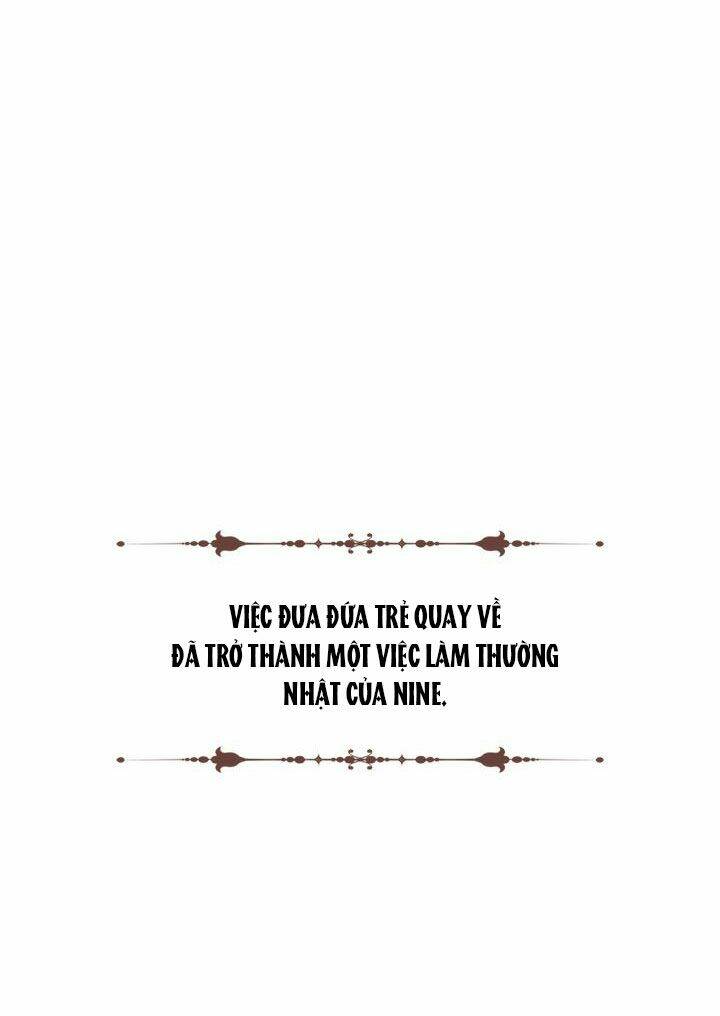 VIỆC ĐƯA ĐỨA TRẺ QUAY VỀ
ĐÃ TRỞ THÀNH MỘT VIỆC LÀM THƯỜNG
NHẬT CỦA NINE.